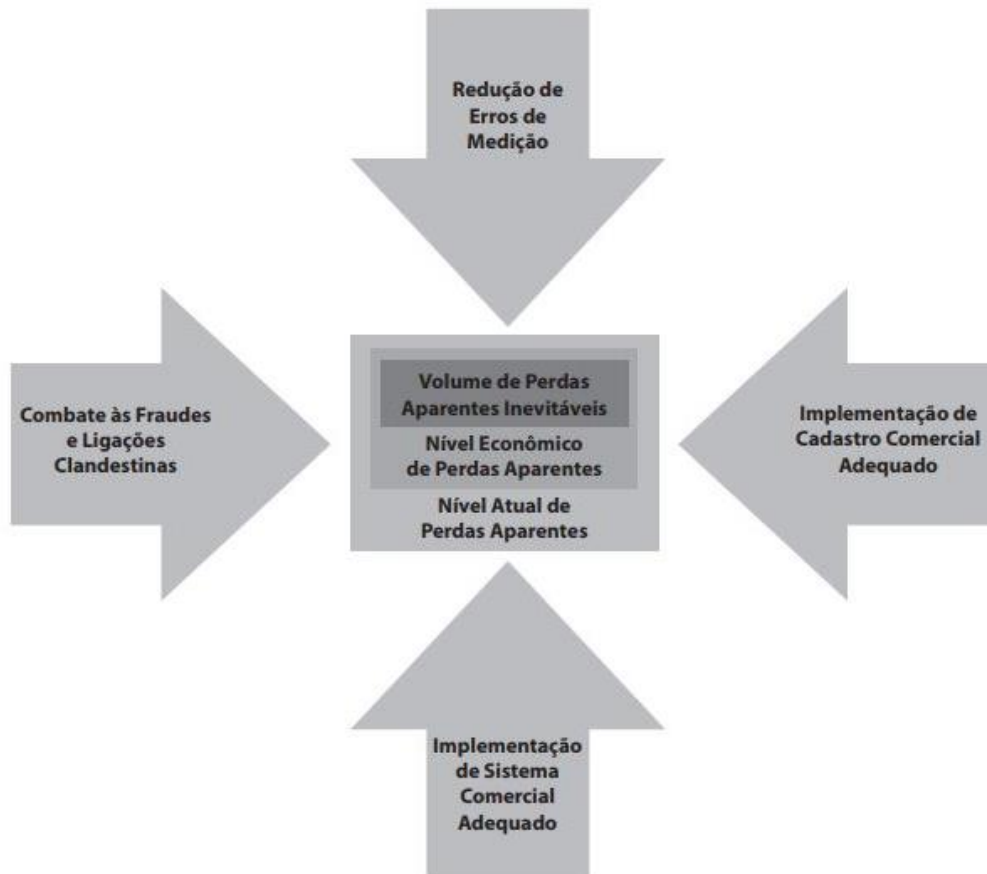 Redução de
Erros de
Medição
Combate às Fraudes
e Ligações
Clandestinas
Volume de Perdas
Aparentes Inevitáveis
Nível Econômico
de Perdas Aparentes
Nível Atual de
Perdas Aparentes
Implementação de
Cadastro Comercial
Adequado
Implementação
de Sistema
Comercial
Adequado